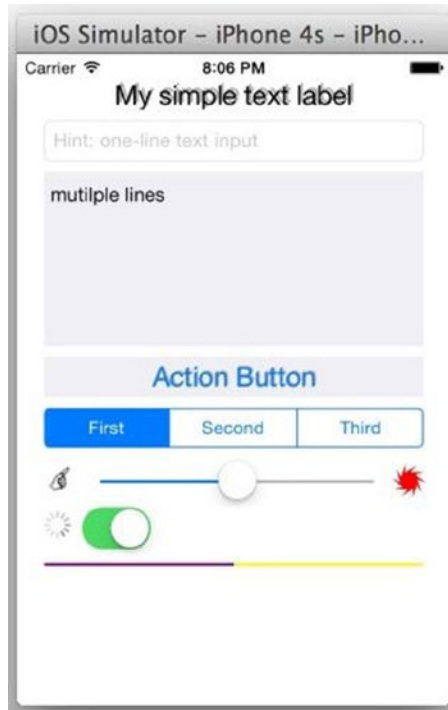 iOS Simulator – iPhone 4s – iPho...
Carrier 8:06 PM
My simple text label
Hint: one-line text input
mutilple lines
Action Button
First Second Third